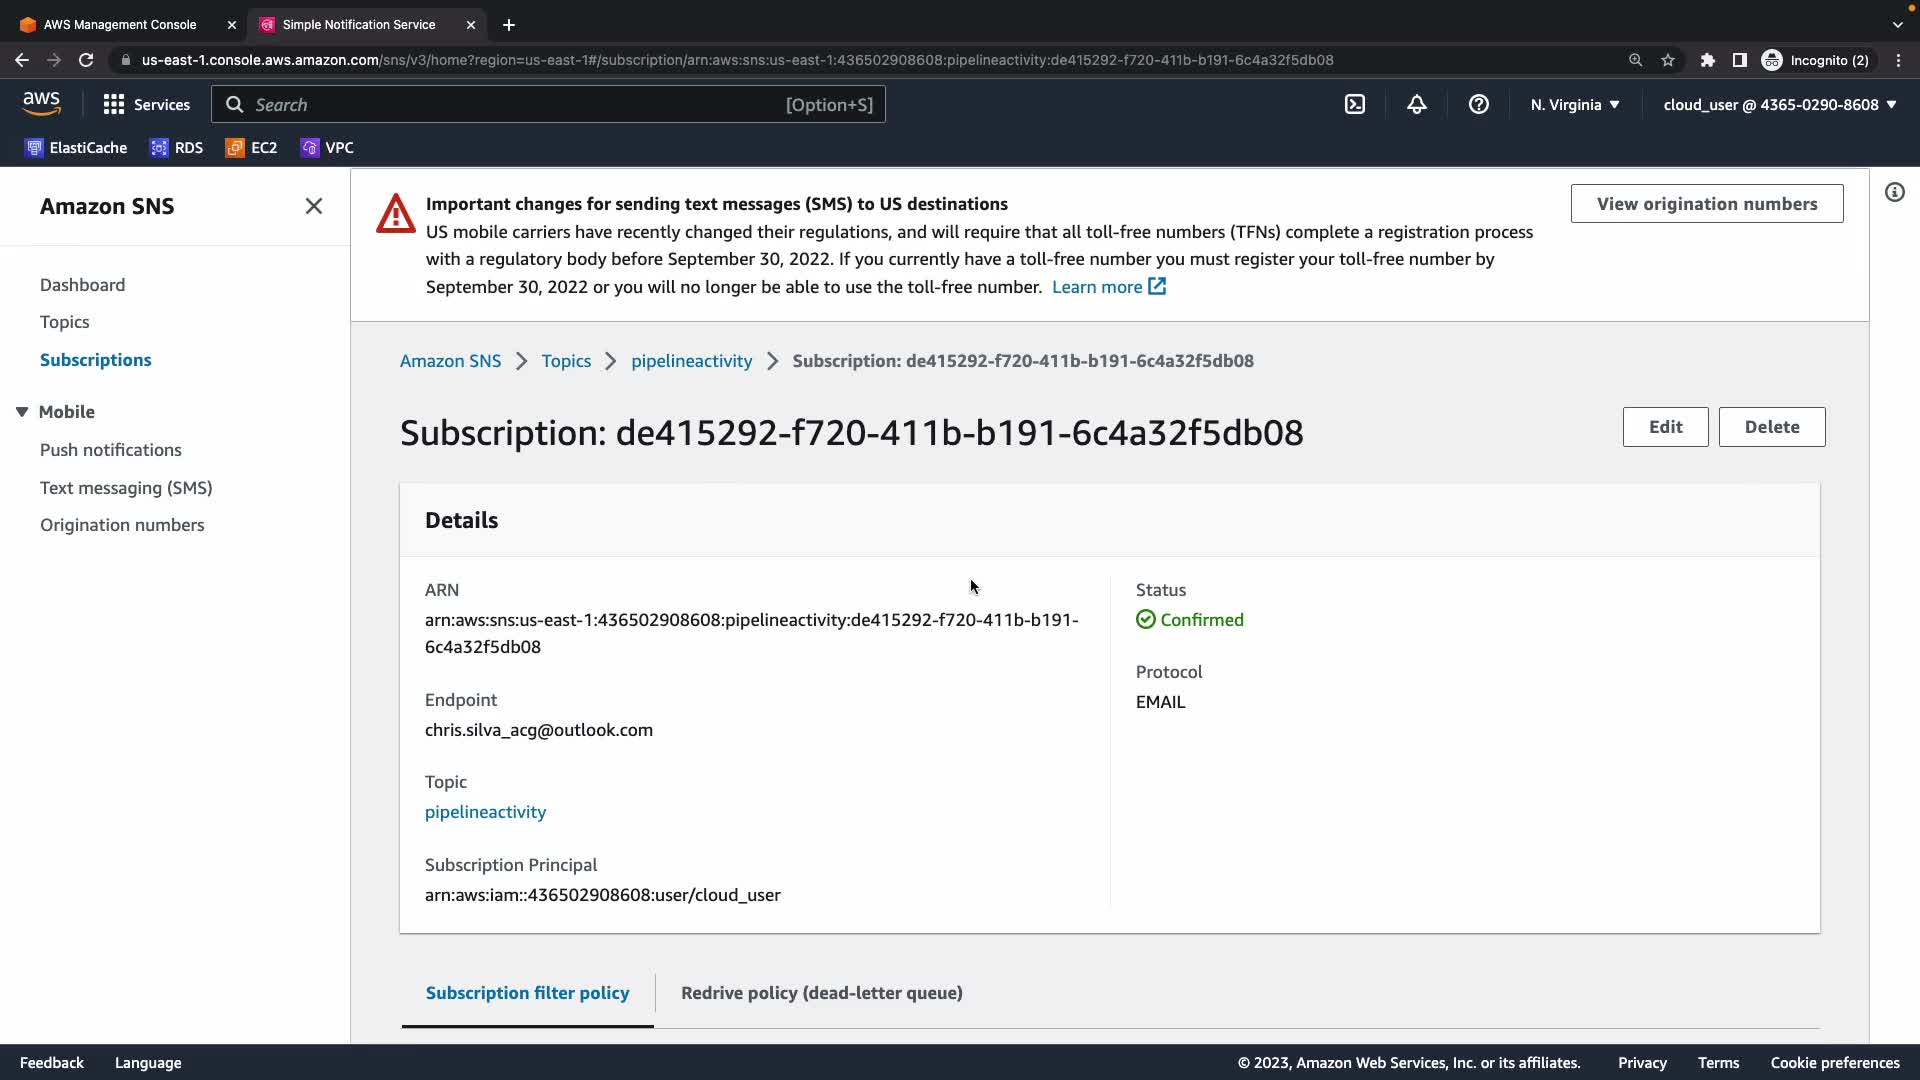 AWS Management Console
Simple Notification Service
us-east-1.console.aws.amazon.com/sns/v3/home?region=us-east-1#/subscription/arn:aws:sns:us-east-1:436502908608:pipelineactivity:de415292-f720-411b-b191-6c4a32f5db08
Incognito (2)
aws
Services
Search
[Option+S]
N. Virginia
cloud_user @ 4365-0290-8608
ElastiCache
RDS
EC2
VPC
Amazon SNS
Dashboard
Topics
Subscriptions
Mobile
Push notifications
Text messaging (SMS)
Origination numbers
Important changes for sending text messages (SMS) to US destinations
US mobile carriers have recently changed their regulations, and will require that all toll-free numbers (TFNs) complete a registration process
with a regulatory body before September 30, 2022. If you currently have a toll-free number you must register your toll-free number by
September 30, 2022 or you will no longer be able to use the toll-free number. Learn more
View origination numbers
Amazon SNS > Topics > pipelineactivity > Subscription: de415292-f720-411b-b191-6c4a32f5db08
Subscription: de415292-f720-411b-b191-6c4a32f5db08
Edit
Delete
Details
ARN
arn:aws:sns:us-east-1:436502908608:pipelineactivity:de415292-f720-411b-b191-
6c4a32f5db08
Endpoint
chris.silva_acg@outlook.com
Topic
pipelineactivity
Subscription Principal
arn:aws:iam::436502908608:user/cloud_user
Status
Confirmed
Protocol
EMAIL
Subscription filter policy
Redrive policy (dead-letter queue)
Feedback
Language
© 2023, Amazon Web Services, Inc. or its affiliates.
Privacy
Terms
Cookie preferences